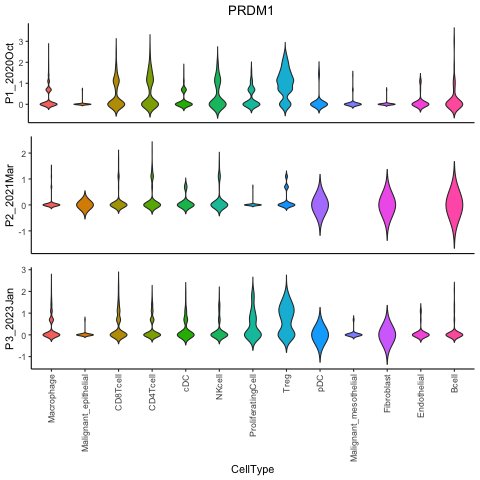 PRDM1
P1_2020Oct
3
2
1
0
P2_2021Mar
2
1
0
-1
P3_2023Jan
3
2
1
0
-1
Macrophage
Malignant_epithelial
CD8Tcell
CD4Tcell
cDC
NKcell
ProliferatingCell
Treg
pDC
Malignant_mesothelial
Fibroblast
Endothelial
Bcell
CellType